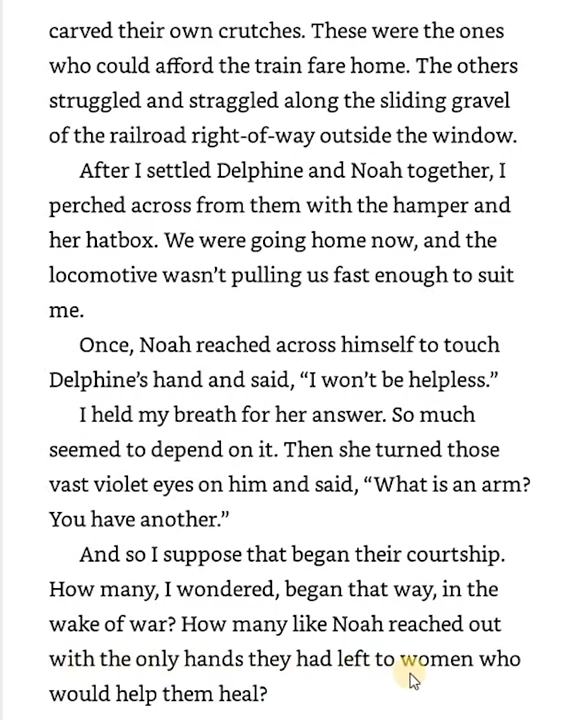 carved their own crutches. These were the ones
who could afford the train fare home. The others
struggled and straggled along the sliding gravel
of the railroad right-of-way outside the window.
After I settled Delphine and Noah together, I
perched across from them with the hamper and
her hatbox. We were going home now, and the
locomotive wasn’t pulling us fast enough to suit
me.
Once, Noah reached across himself to touch
Delphine’s hand and said, “I won’t be helpless.”
I held my breath for her answer. So much
seemed to depend on it. Then she turned those
vast violet eyes on him and said, “What is an arm?
You have another.”
And so I suppose that began their courtship.
How many, I wondered, began that way, in the
wake of war? How many like Noah reached out
with the only hands they had left to women who
would help them heal?